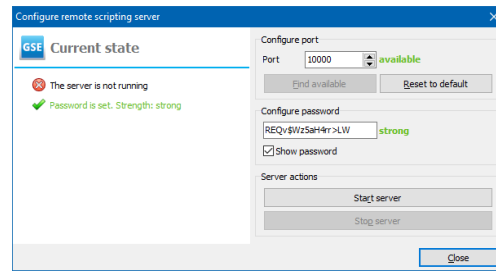 Configure remote scripting server
GSE Current state
The server is not running
Password is set. Strength: strong
Configure port
Port 10000 available
Find available Reset to default
Configure password
REQv$Wz5aH4rr>LW strong
Show password
Server actions
Start server
Stop server
Close